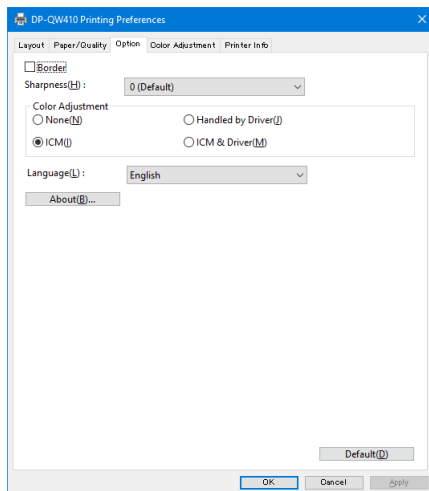 DP-QW410 Printing Preferences
Layout Paper/Quality Option Color Adjustment Printer Info
Border
Sharpness(H) : 0 (Default)
Color Adjustment
None(N) Handled by Driver(J)
ICM(I) ICM & Driver(M)
Language(L) : English
About(B)...
Default(D)
OK Cancel Apply